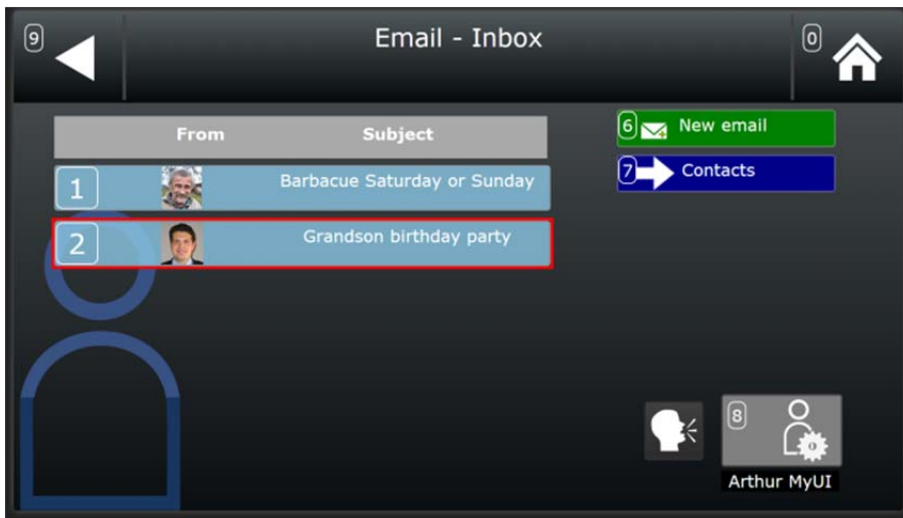 9
Email - Inbox
0
From Subject
6 New email
1 Barbacue Saturday or Sunday
7 Contacts
2 Grandson birthday party
8
Arthur MyUI